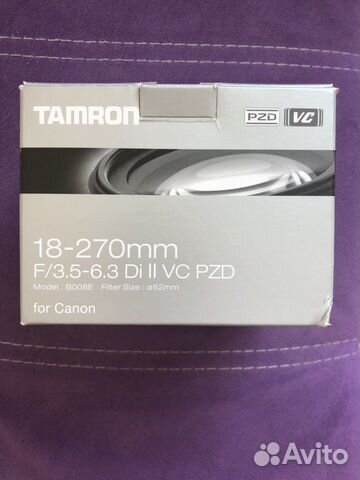 TAMRON
PZD VC
18-270mm
F/3.5-6.3 Di II VC PZD
Model : B008E Filter Size : ø62mm
for Canon
Avito